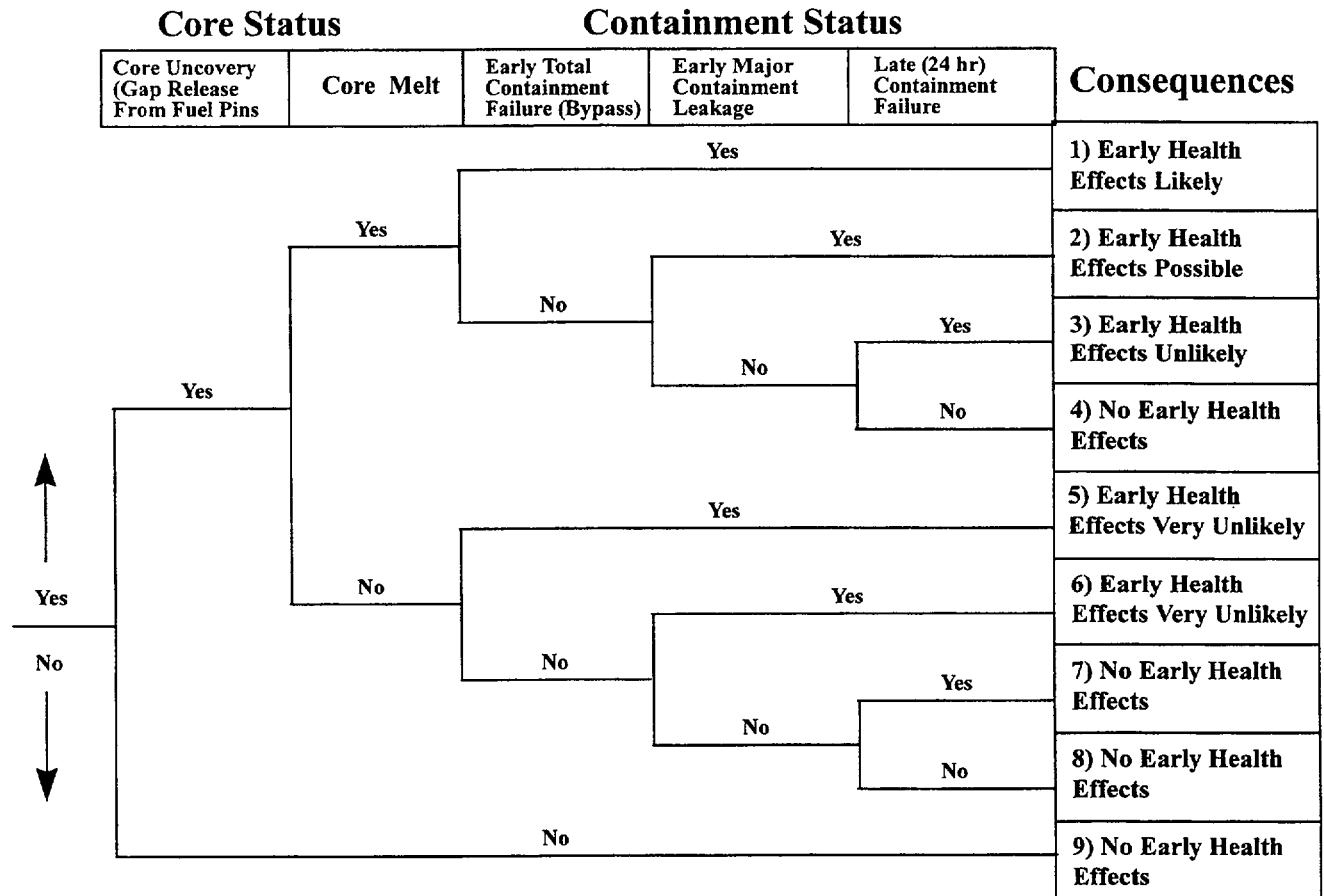 Core Status
Containment Status
Core Uncovery
(Gap Release
From Fuel Pins
Core Melt
Early Total
Containment
Failure (Bypass)
Early Major
Containment
Leakage
Late (24 hr)
Containment
Failure
Consequences
Yes
1) Early Health
Effects Likely
Yes
Yes
2) Early Health
Effects Possible
No
Yes
3) Early Health
Effects Unlikely
No
Yes
No
4) No Early Health
Effects
Yes
5) Early Health
Effects Very Unlikely
No
Yes
Yes
6) Early Health
Effects Very Unlikely
No
No
Yes
7) No Early Health
Effects
No
No
8) No Early Health
Effects
No
9) No Early Health
Effects